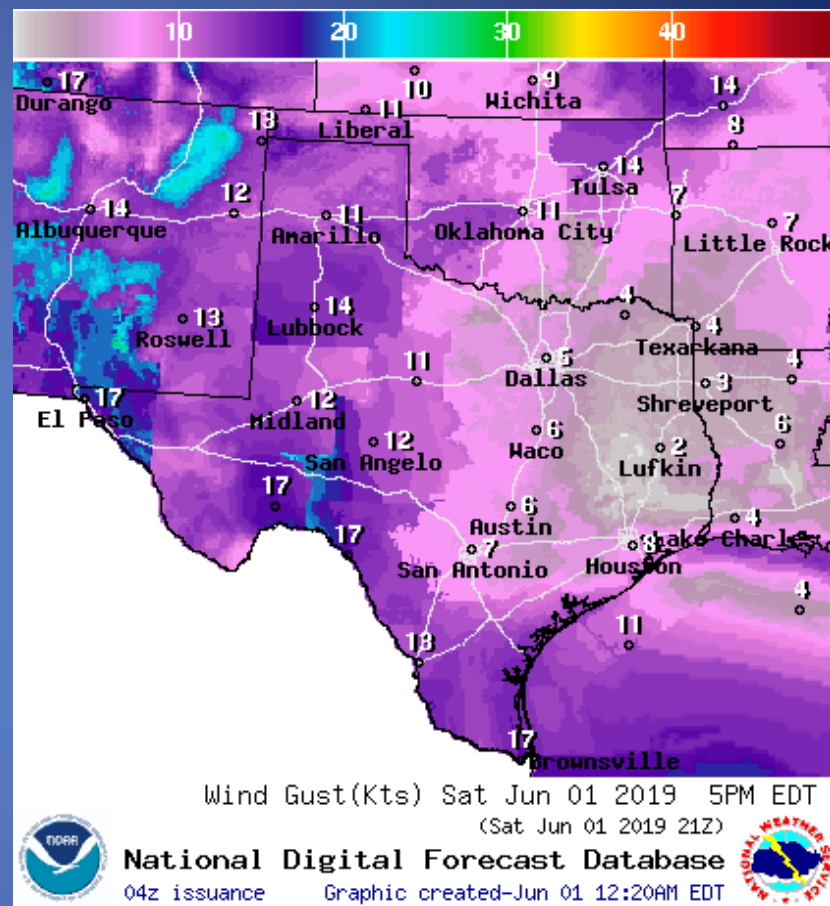 10 20 30 40
17 10 9 14
Durango Wichita
13 11 8
Liberal
14
Tulsa
14 12 11 11 7 7
Albuquerque Amarillo Oklahoma City Little Rock
13 14 4 4
Roswell Lubbock Texarkana
11 5 3 4
Dallas
17 12 Shreveport
El Paso Midland
12 6 2 6
San Angelo Waco Lufkin
17 6 4
Austin Lake Charles
17 7 8
San Antonio Houston
4
13 11
17
Brownsville
Wind Gust(Kts) Sat Jun 01 2019 5PM EDT
(Sat Jun 01 2019 21Z)
NOAA
National Digital Forecast Database
04z issuance Graphic created-Jun 01 12:20AM EDT
NATIONAL WEATHER SERVICE